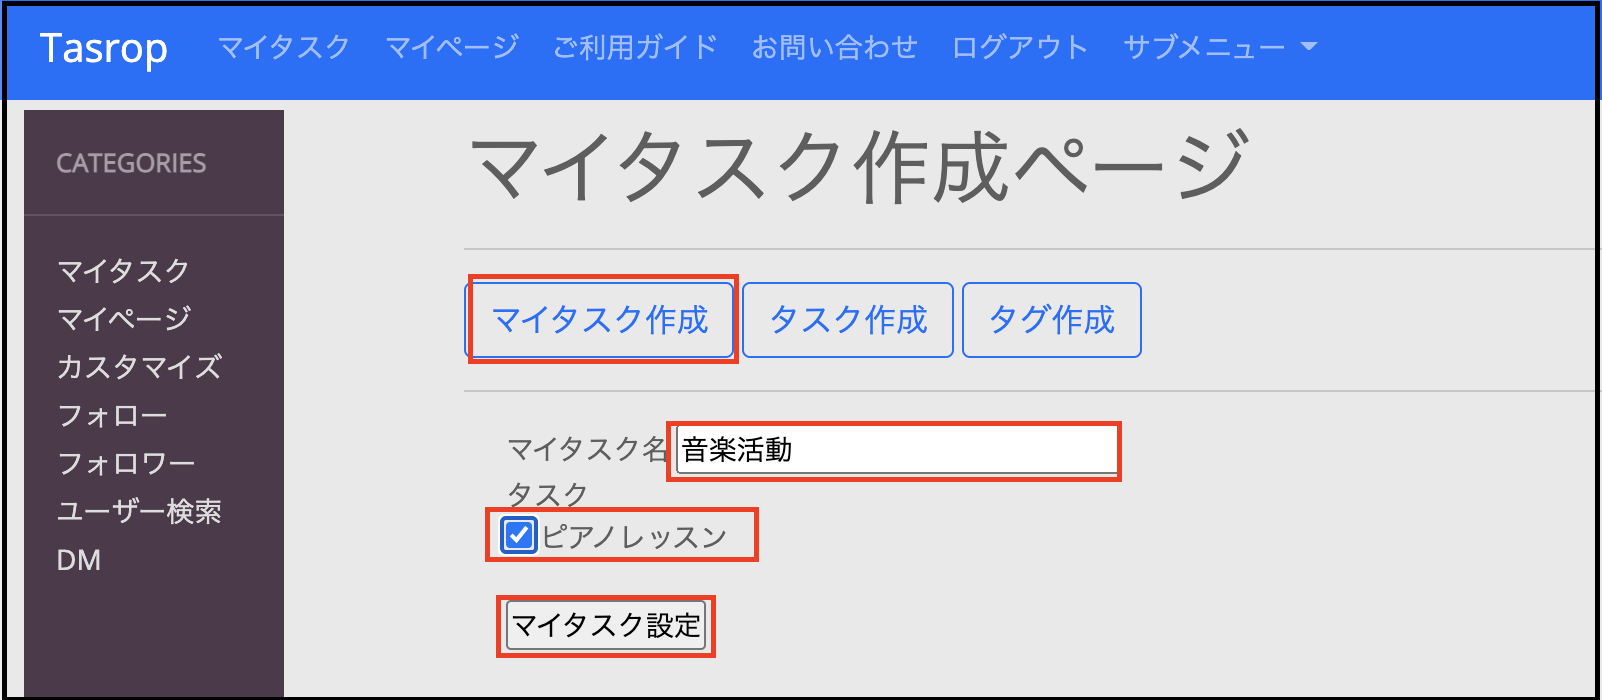 Tasrop マイタスク マイページ ご利用ガイド お問い合わせ ログアウト サブメニュー
CATEGORIES
マイタスク
マイページ
カスタマイズ
フォロー
フォロワー
ユーザー検索
DM
マイタスク作成ページ
マイタスク作成 タスク作成 タグ作成
マイタスク名 音楽活動
タスク
ピアノレッスン
マイタスク設定